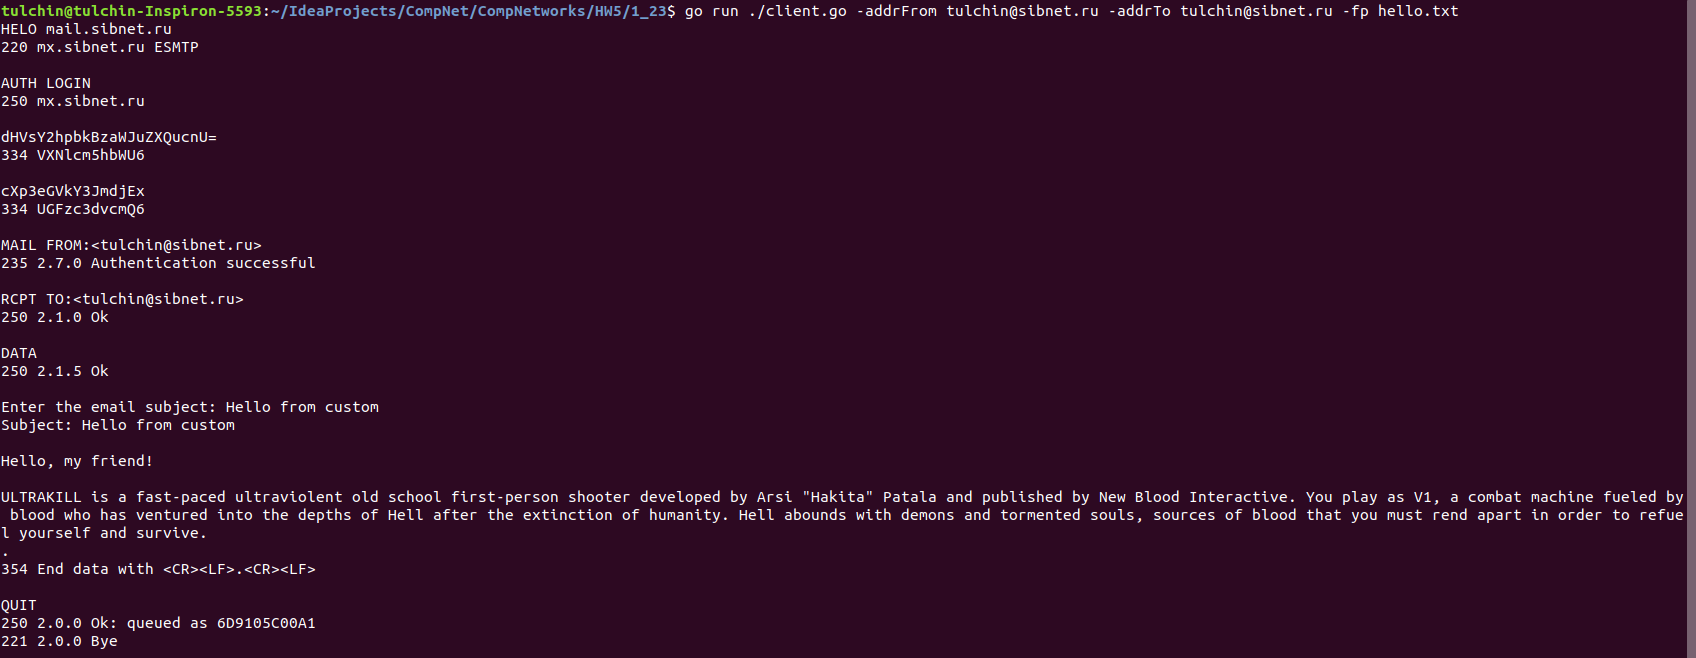 tulchin@tulchin-Inspiron-5593:~/IdeaProjects/CompNet/CompNetworks/HW5/1_23$ go run ./client.go -addrFrom tulchin@sibnet.ru -addrTo tulchin@sibnet.ru -fp hello.txt
HELO mail.sibnet.ru
220 mx.sibnet.ru ESMTP
AUTH LOGIN
250 mx.sibnet.ru
dHVsY2hpbkBzaWJuZXQucnU=
334 VXNlcm5hbWU6
cXp3eGVkY3JmdjEx
334 UGFzc3dvcmQ6
MAIL FROM:<tulchin@sibnet.ru>
235 2.7.0 Authentication successful
RCPT TO:<tulchin@sibnet.ru>
250 2.1.0 Ok
DATA
250 2.1.5 Ok
Enter the email subject: Hello from custom
Subject: Hello from custom
Hello, my friend!
ULTRAKILL is a fast-paced ultraviolent old school first-person shooter developed by Arsi "Hakita" Patala and published by New Blood Interactive. You play as V1, a combat machine fueled by
 blood who has ventured into the depths of Hell after the extinction of humanity. Hell abounds with demons and tormented souls, sources of blood that you must rend apart in order to refue
l yourself and survive.
.
354 End data with <CR><LF>.<CR><LF>
QUIT
250 2.0.0 Ok: queued as 6D9105C00A1
221 2.0.0 Bye